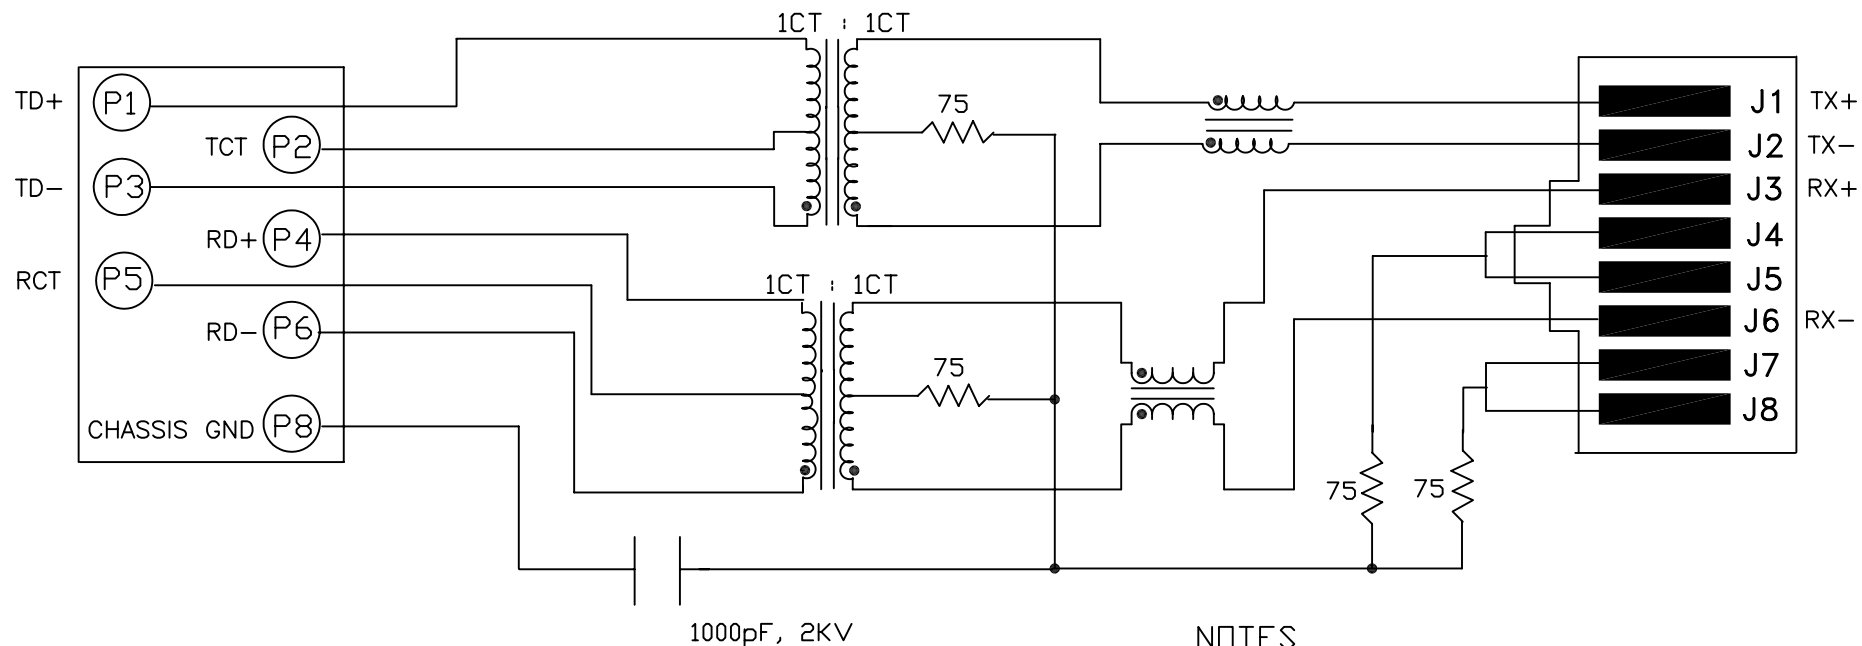 1CT : 1CT
TD+ P1
TCT P2
TD- P3
RD+ P4
RCT P5
RD- P6
CHASSIS GND P8
75
1CT : 1CT
75
J1 TX+
J2 TX-
J3 RX+
J4
J5
J6 RX-
J7
J8
75
75
1000pF, 2KV
NOTES